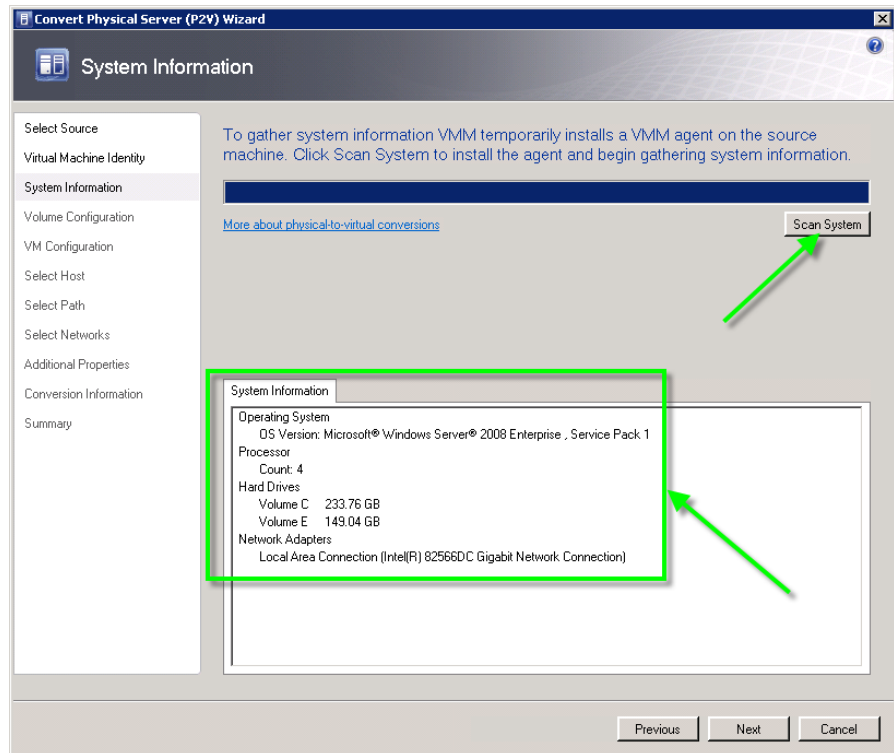 Convert Physical Server (P2V) Wizard
System Information
Select Source
Virtual Machine Identity
System Information
Volume Configuration
VM Configuration
Select Host
Select Path
Select Networks
Additional Properties
Conversion Information
Summary
To gather system information VMM temporarily installs a VMM agent on the source
machine. Click Scan System to install the agent and begin gathering system information.
More about physical-to-virtual conversions
Scan System
System Information
Operating System
OS Version: Microsoft® Windows Server® 2008 Enterprise , Service Pack 1
Processor
Count: 4
Hard Drives
Volume C 233.76 GB
Volume E 149.04 GB
Network Adapters
Local Area Connection (Intel(R) 82566DC Gigabit Network Connection)
Previous
Next
Cancel